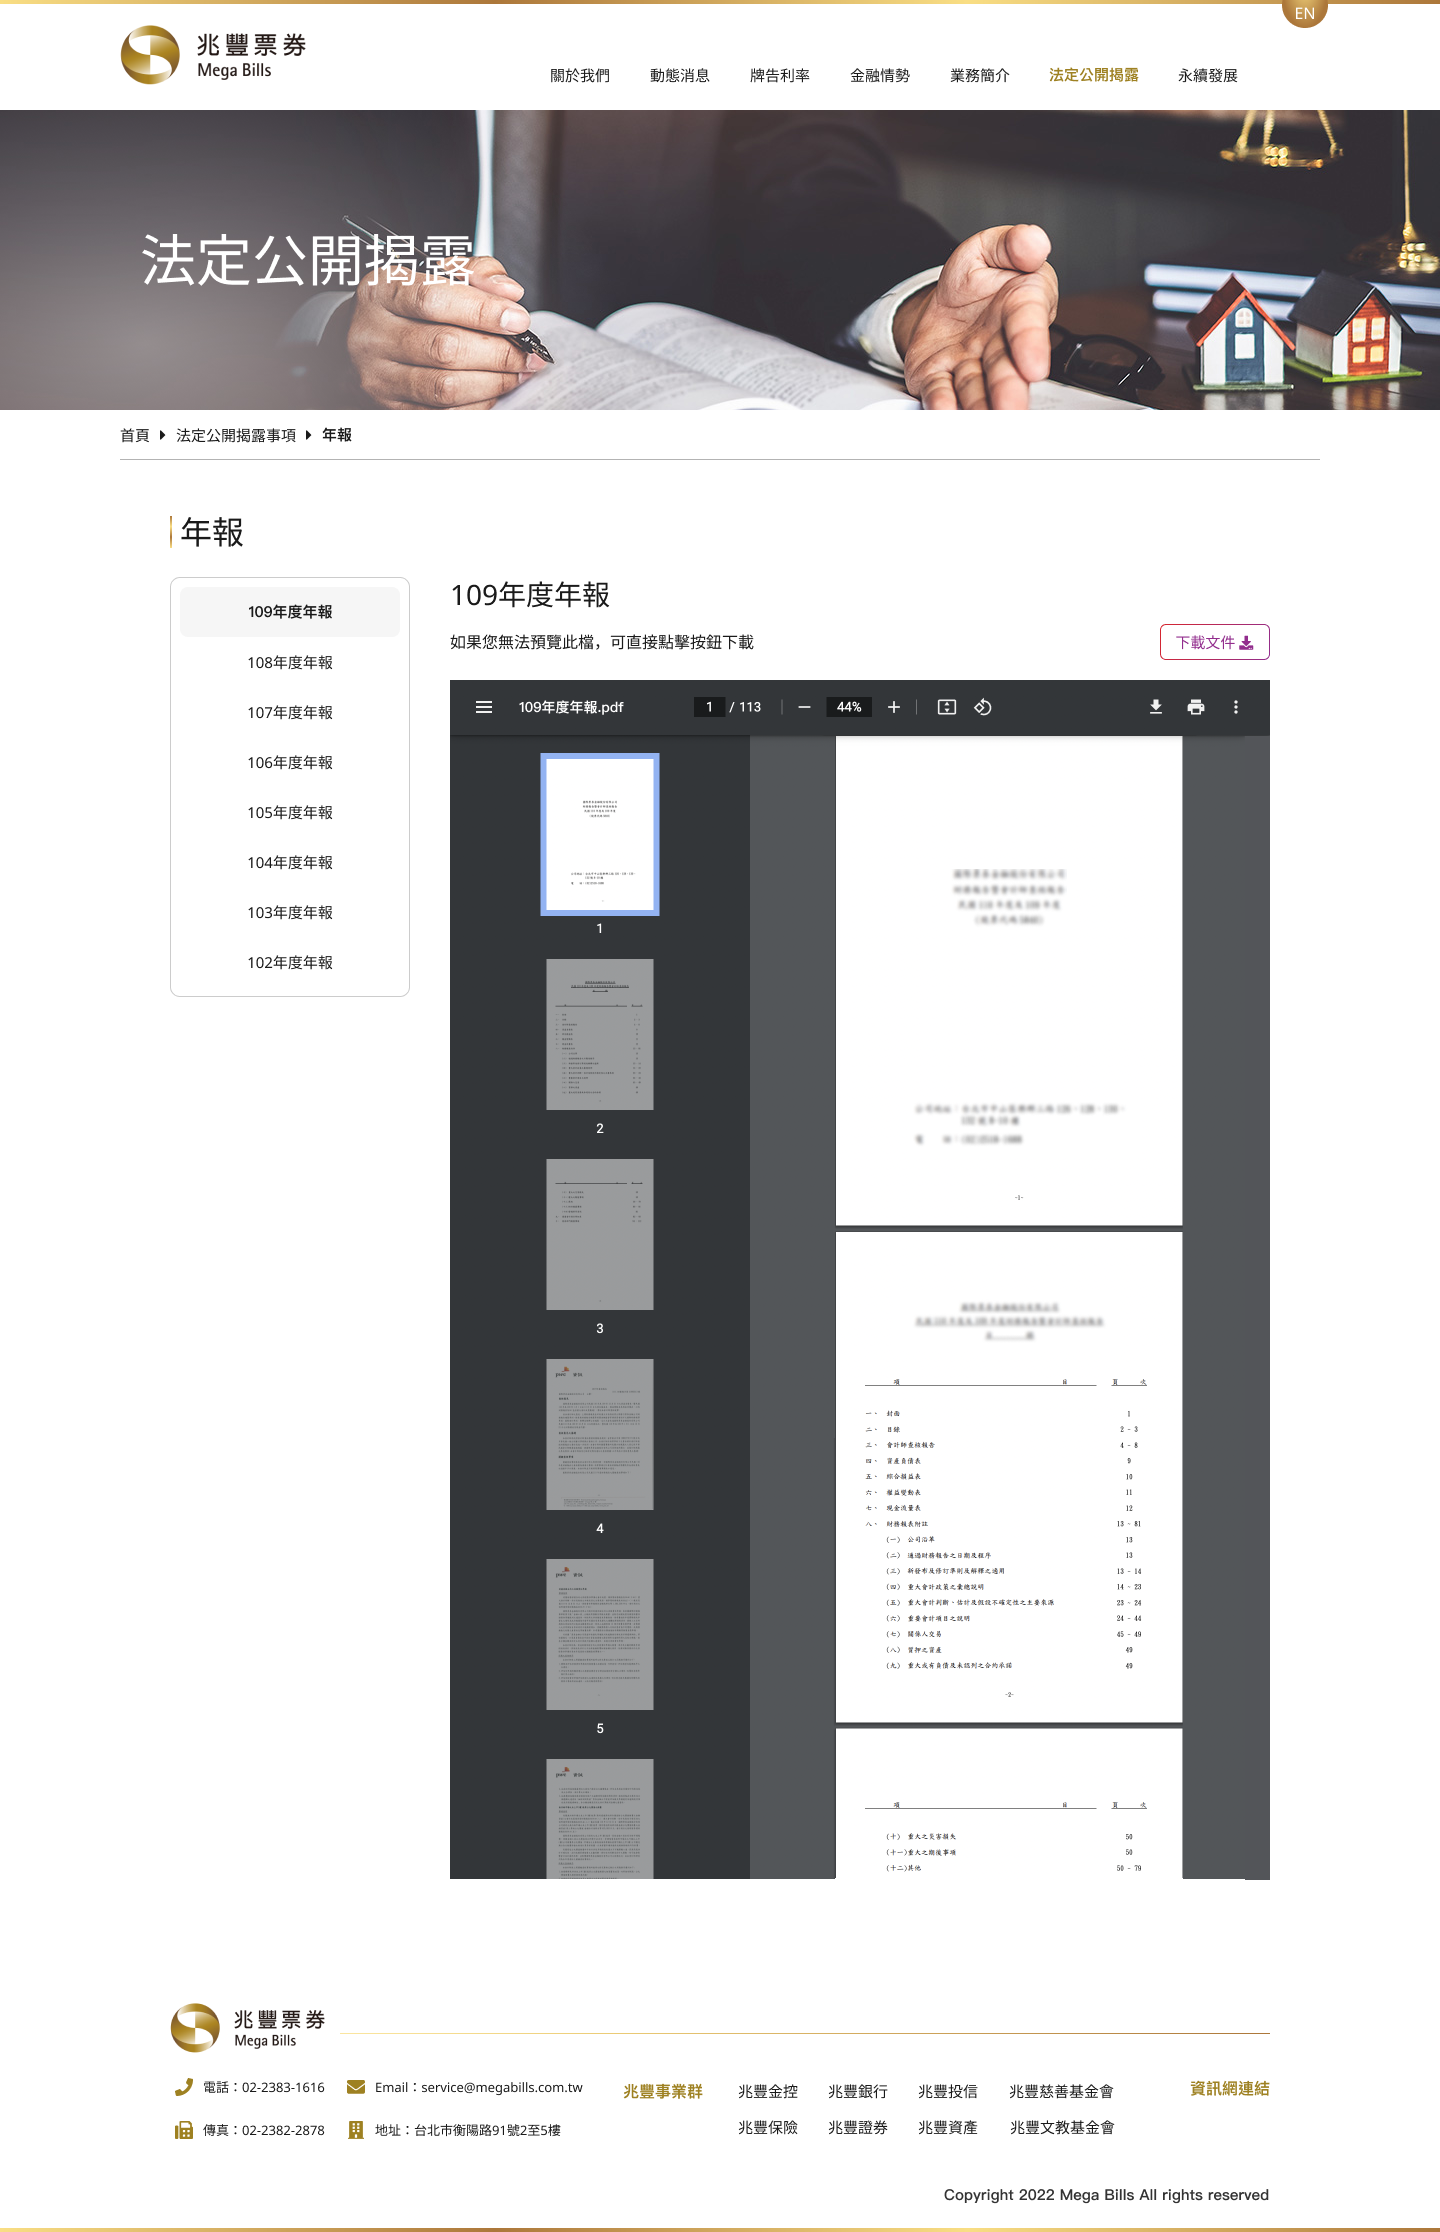 EN
兆豐票券
Mega Bills
關於我們 動態消息 牌告利率 金融情勢 業務簡介 法定公開揭露 永續發展
法定公開揭露
首頁 法定公開揭露事項 年報
年報
109年度年報
108年度年報
107年度年報
106年度年報
105年度年報
104年度年報
103年度年報
102年度年報
109年度年報
如果您無法預覽此檔，可直接點擊按鈕下載
下載文件
109年度年報.pdf 1 / 113 44%
1
2
3
4
5
-1-
項 目 頁 次
一、 封面 1
二、 目錄 2 ~ 3
三、 會計師查核報告 4 ~ 8
四、 資產負債表 9
五、 綜合損益表 10
六、 權益變動表 11
七、 現金流量表 12
八、 財務報表附註 13 ~ 81
(一) 公司沿革 13
(二) 通過財務報告之日期及程序 13
(三) 新發布及修訂準則及解釋之適用 13 ~ 14
(四) 重大會計政策之彙總說明 14 ~ 23
(五) 重大會計判斷、估計及假設不確定性之主要來源 23 ~ 24
(六) 重要會計項目之說明 24 ~ 44
(七) 關係人交易 45 ~ 49
(八) 質押之資產 49
(九) 重大或有負債及未認列之合約承諾 49
-2-
項 目 頁 次
(十) 重大之災害損失 50
(十一)重大之期後事項 50
(十二)其他 50 ~ 79
兆豐票券
Mega Bills
電話：02-2383-1616 Email：service@megabills.com.tw
傳真：02-2382-2878 地址：台北市衡陽路91號2至5樓
兆豐事業群 兆豐金控 兆豐銀行 兆豐投信 兆豐慈善基金會
兆豐保險 兆豐證券 兆豐資產 兆豐文教基金會
資訊網連結
Copyright 2022 Mega Bills All rights reserved